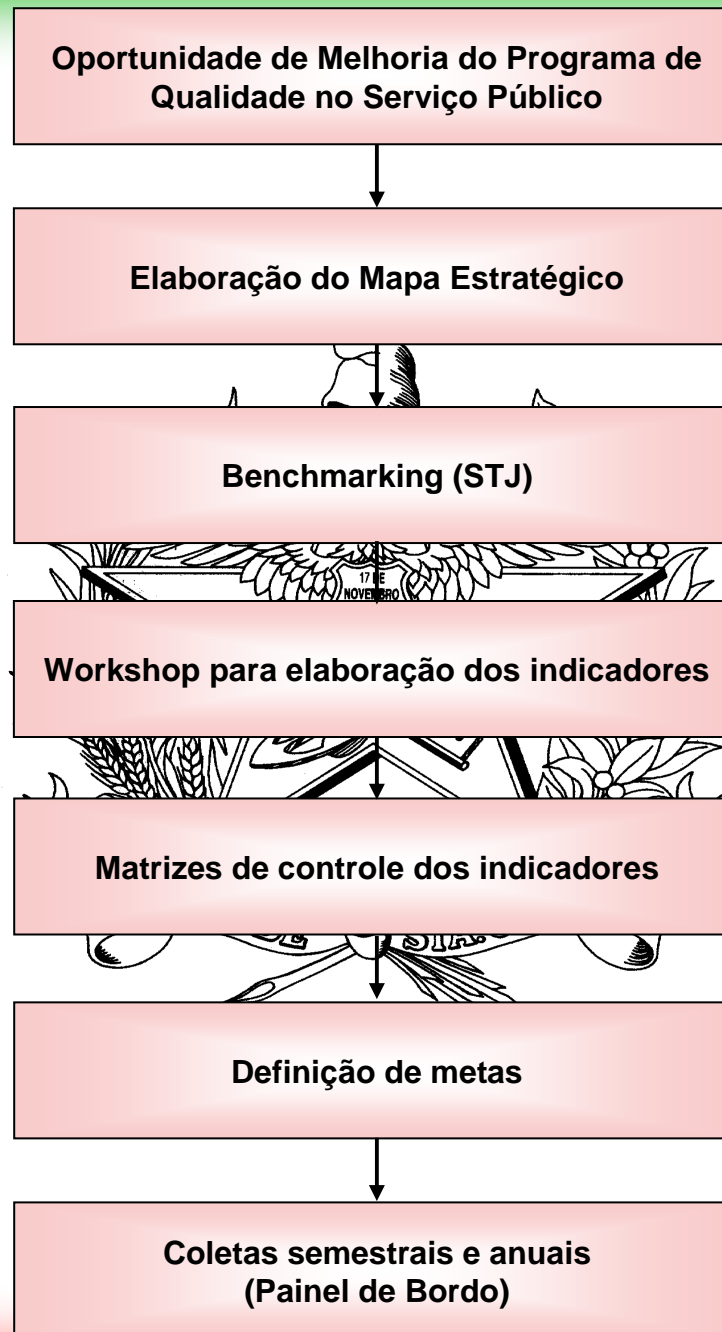 Oportunidade de Melhoria do Programa de
Qualidade no Serviço Público
Elaboração do Mapa Estratégico
Benchmarking (STJ)
17 DE
NOVEMBRO
Workshop para elaboração dos indicadores
Matrizes de controle dos indicadores
DE
Definição de metas
Coletas semestrais e anuais
(Painel de Bordo)